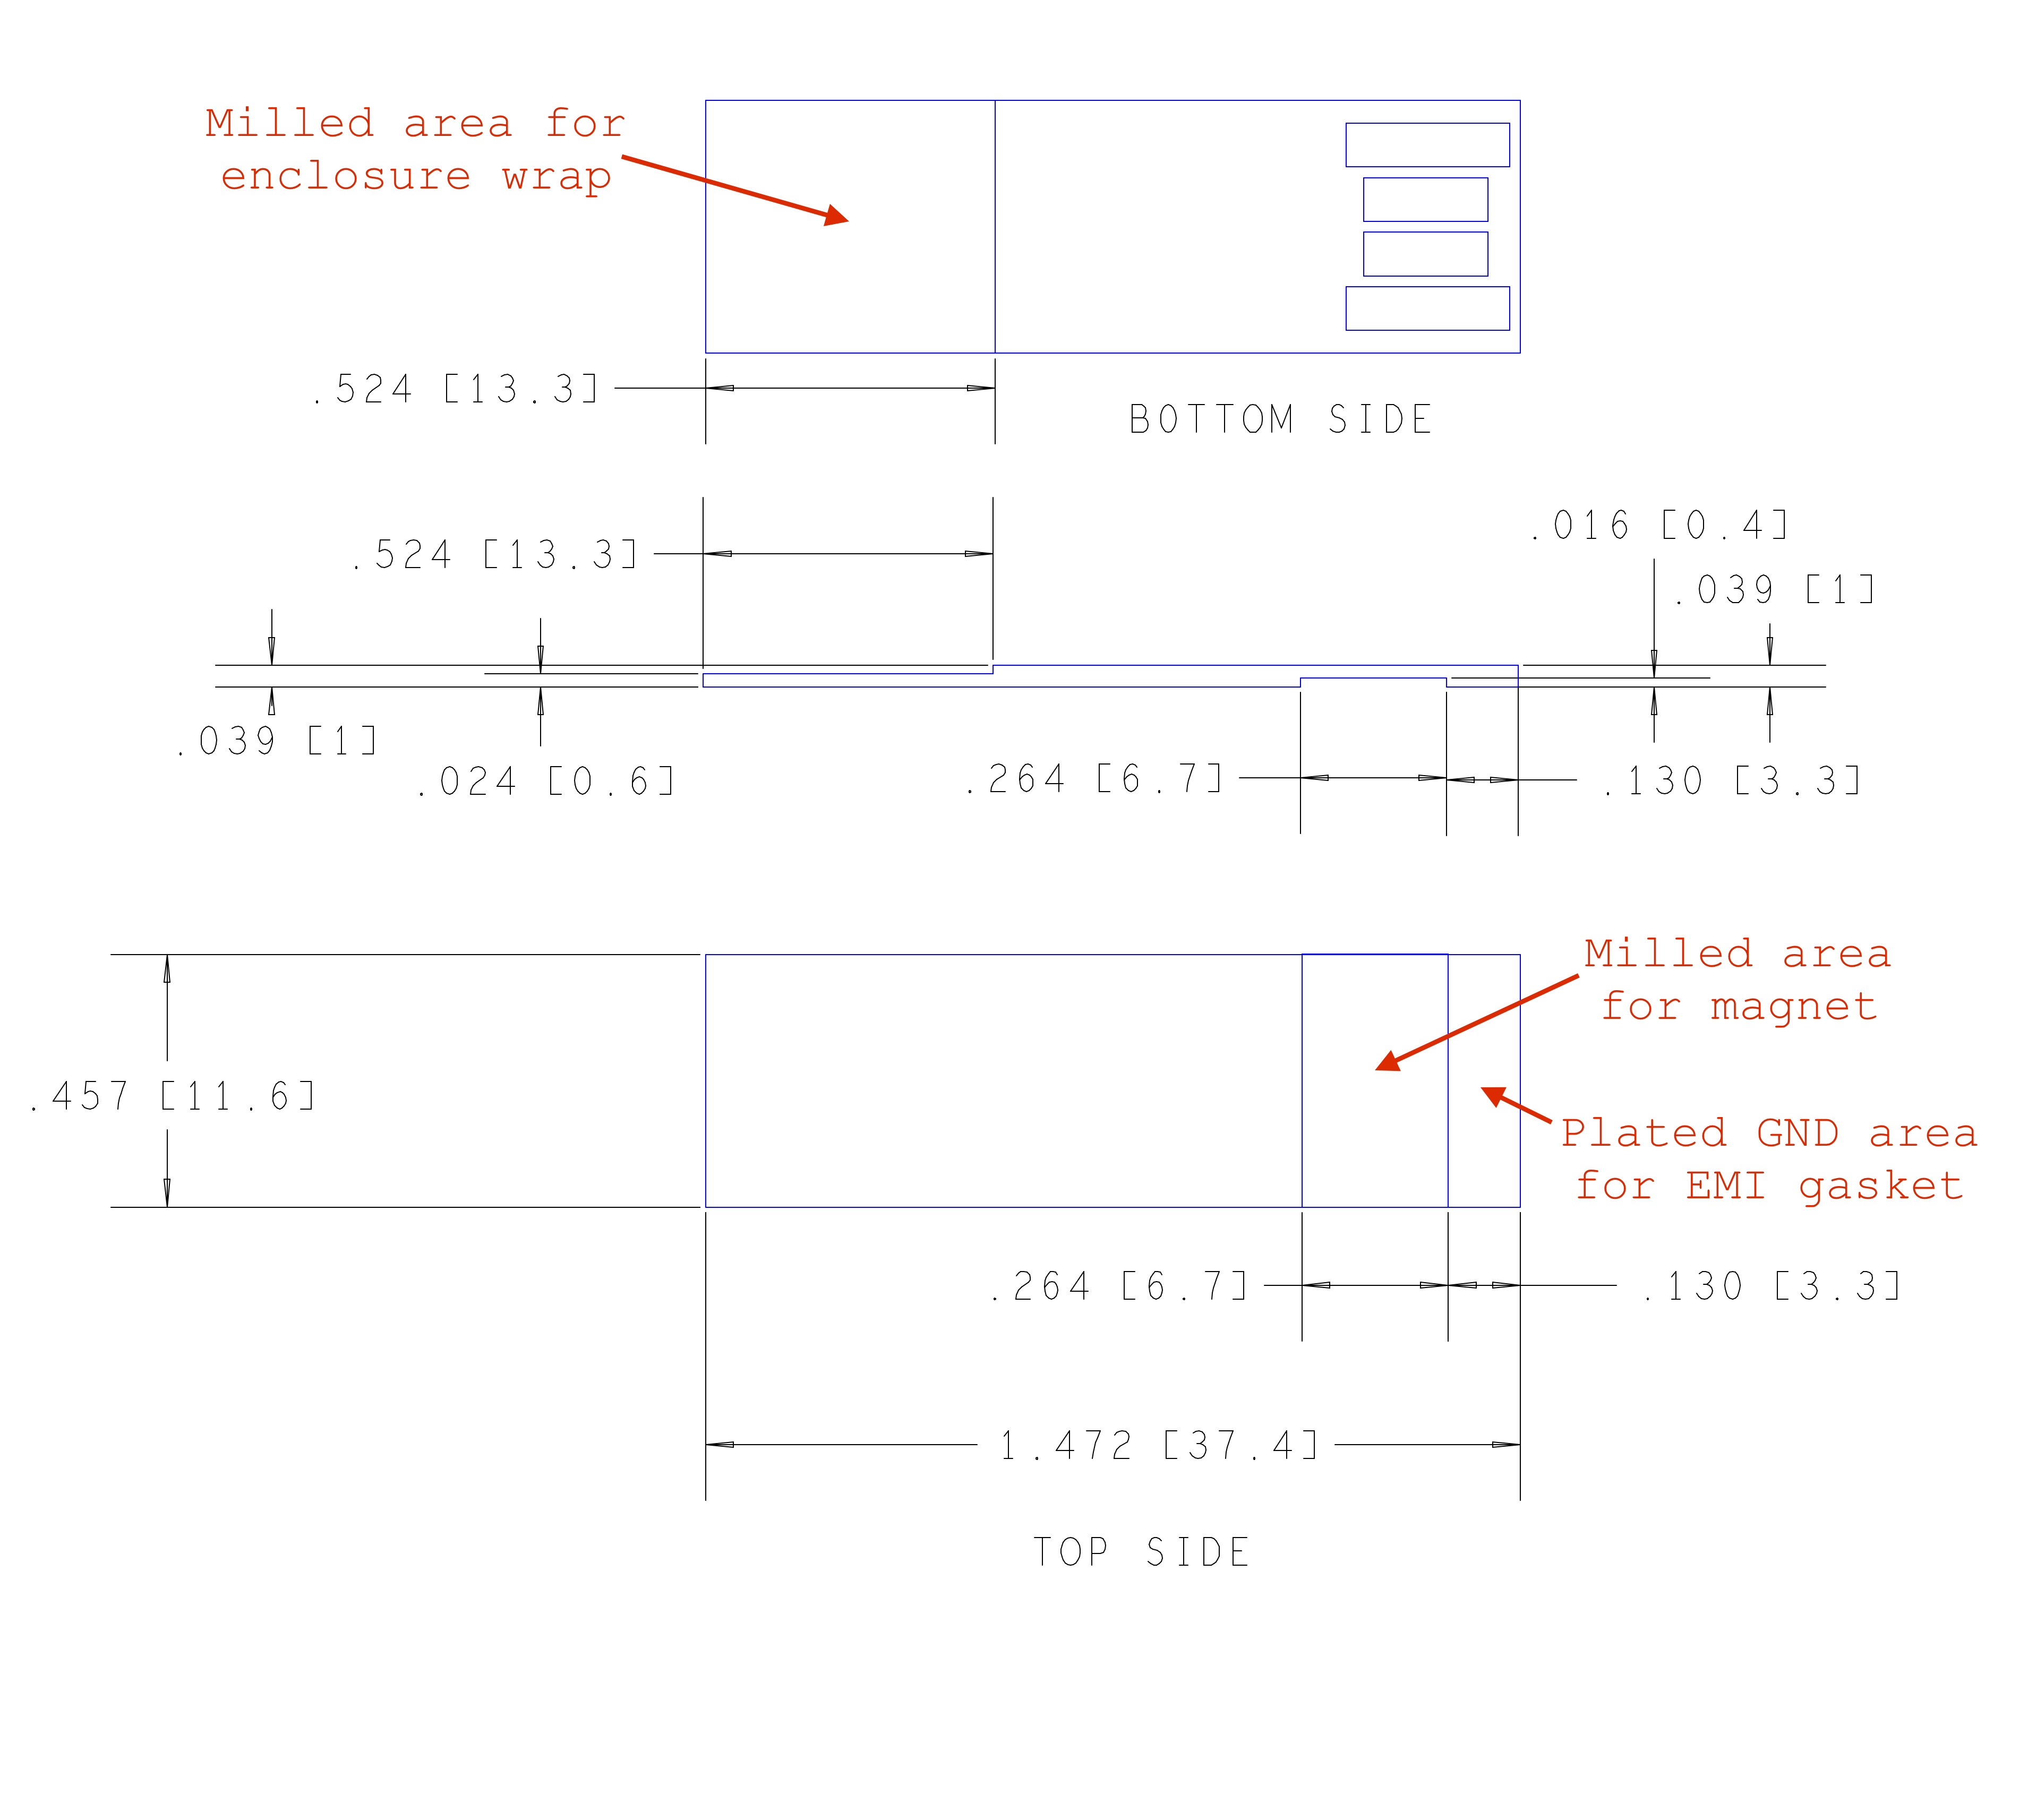 Milled area for
enclosure wrap
.524 [13.3]
BOTTOM SIDE
.016 [0.4]
.524 [13.3]
.039 [1]
.039 [1]
.024 [0.6]
.264 [6.7]
.130 [3.3]
Milled area
for magnet
.457 [11.6]
Plated GND area
for EMI gasket
.264 [6.7]
.130 [3.3]
1.472 [37.4]
TOP SIDE